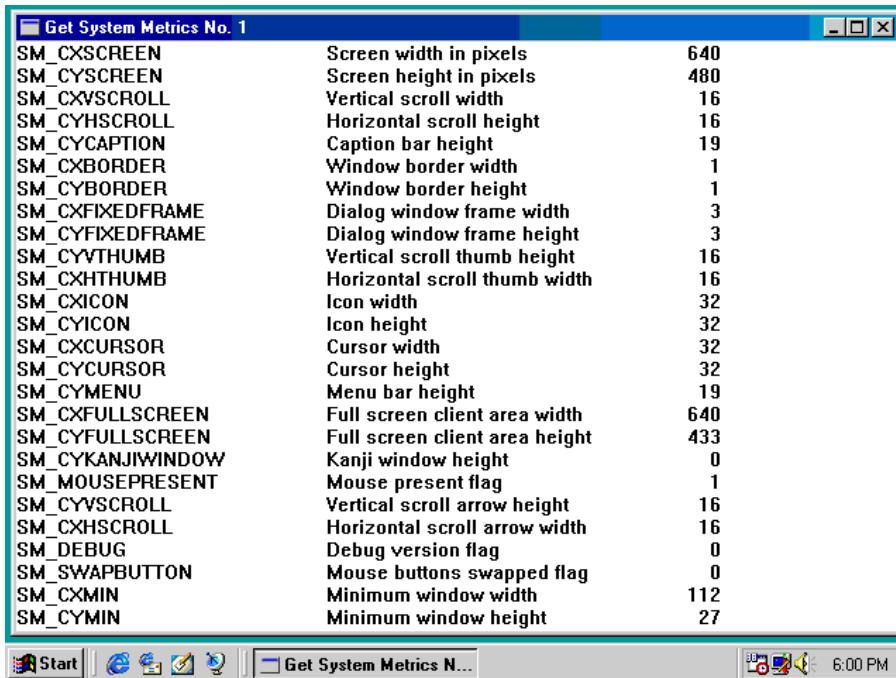 Get System Metrics No. 1
SM_CXSCREEN Screen width in pixels 640
SM_CYSCREEN Screen height in pixels 480
SM_CXVSCROLL Vertical scroll width 16
SM_CYHSCROLL Horizontal scroll height 16
SM_CYCAPTION Caption bar height 19
SM_CXBORDER Window border width 1
SM_CYBORDER Window border height 1
SM_CXFIXEDFRAME Dialog window frame width 3
SM_CYFIXEDFRAME Dialog window frame height 3
SM_CYVTHUMB Vertical scroll thumb height 16
SM_CXHTHUMB Horizontal scroll thumb width 16
SM_CXICON Icon width 32
SM_CYICON Icon height 32
SM_CXCURSOR Cursor width 32
SM_CYCURSOR Cursor height 32
SM_CYMENU Menu bar height 19
SM_CXFULLSCREEN Full screen client area width 640
SM_CYFULLSCREEN Full screen client area height 433
SM_CYKANJIWINDOW Kanji window height 0
SM_MOUSEPRESENT Mouse present flag 1
SM_CYVSCROLL Vertical scroll arrow height 16
SM_CXHSCROLL Horizontal scroll arrow width 16
SM_DEBUG Debug version flag 0
SM_SWAPBUTTON Mouse buttons swapped flag 0
SM_CXMIN Minimum window width 112
SM_CYMIN Minimum window height 27
Start Get System Metrics N... 6:00 PM